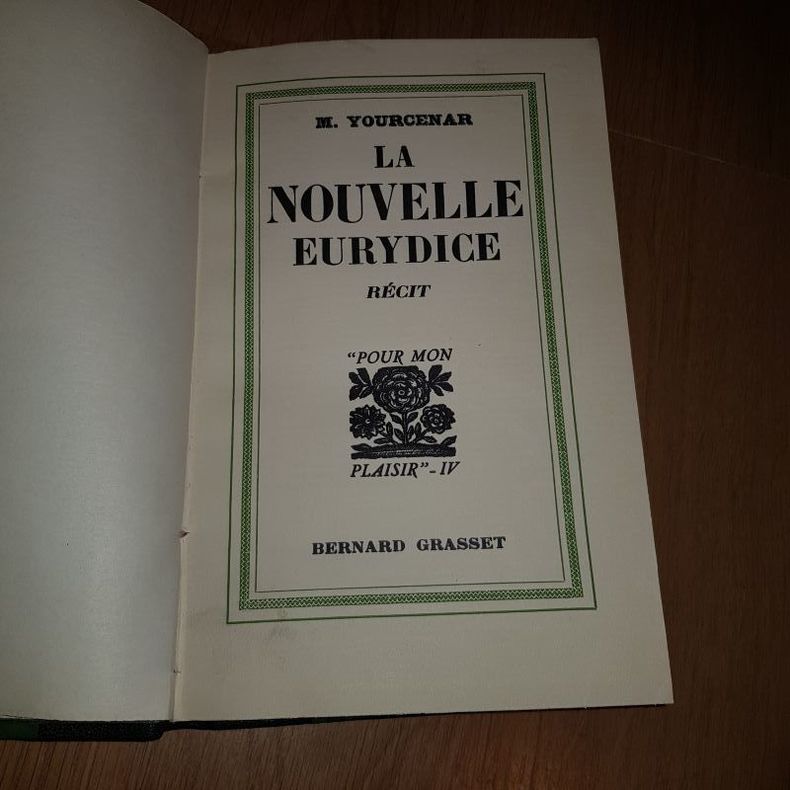 M. YOURCENAR
LA
NOUVELLE
EURYDICE
RÉCIT
“POUR MON
PLAISIR” - IV
BERNARD GRASSET